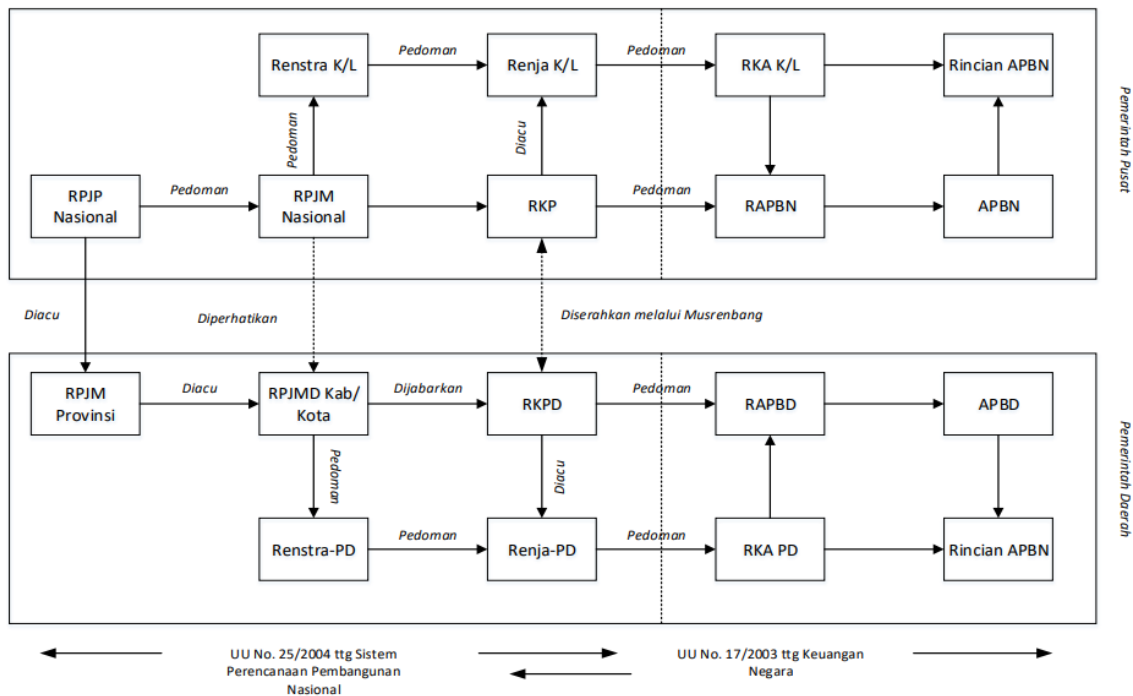 Pedoman
Pedoman
Renstra K/L
Renja K/L
RKA K/L
Rincian APBN
Pedoman
Diacu
Pemerintah Pusat
RPJP
Nasional
Pedoman
RPJM
Nasional
RKP
Pedoman
RAPBN
APBN
Diacu
Diperhatikan
Diserahkan melalui Musrenbang
RPJM
Provinsi
Diacu
RPJMD Kab/
Kota
Dijabarkan
RKPD
Pedoman
RAPBD
APBD
Pedoman
Diacu
Pemerintah Daerah
Renstra-PD
Pedoman
Renja-PD
Pedoman
RKA PD
Rincian APBN
UU No. 25/2004 ttg Sistem
Perencanaan Pembangunan
Nasional
UU No. 17/2003 ttg Keuangan
Negara